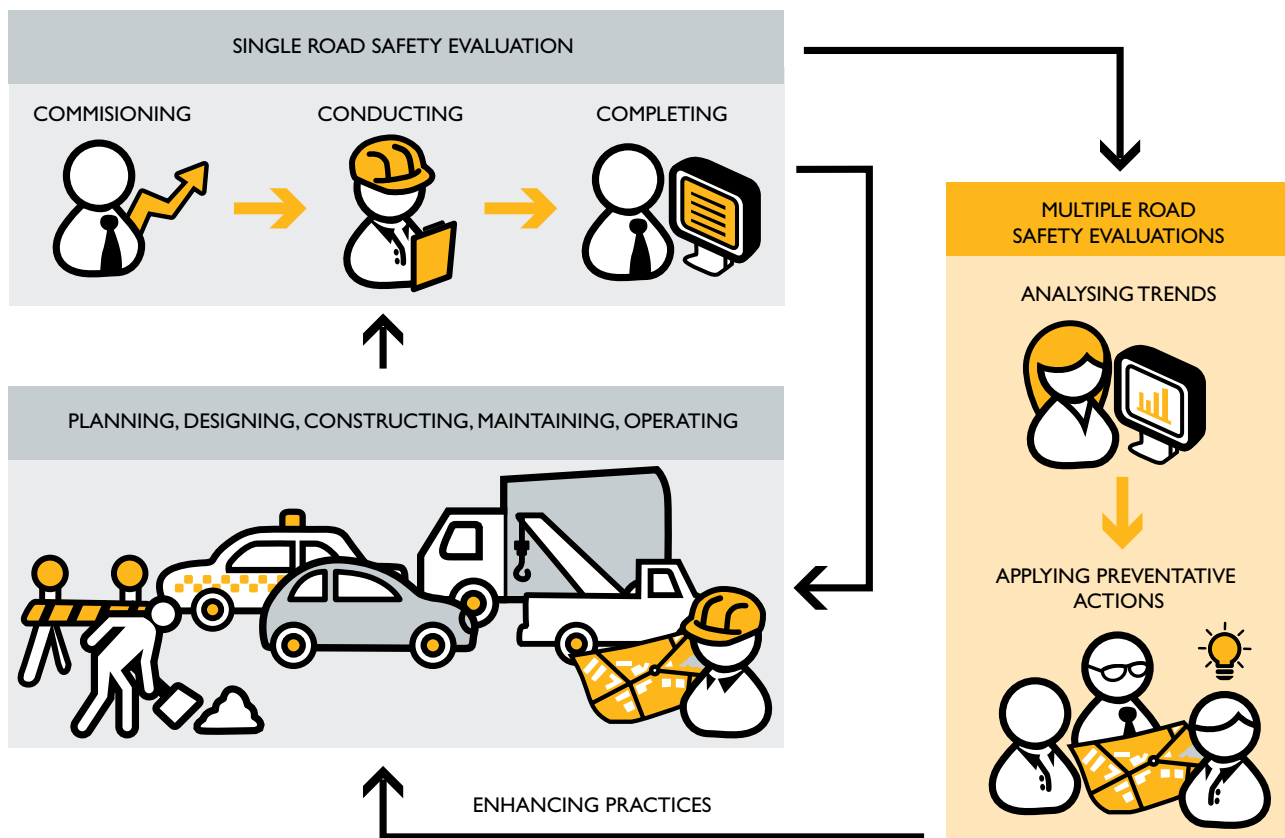 SINGLE ROAD SAFETY EVALUATION
COMMISIONING
CONDUCTING
COMPLETING
MULTIPLE ROAD
SAFETY EVALUATIONS
ANALYSING TRENDS
PLANNING, DESIGNING, CONSTRUCTING, MAINTAINING, OPERATING
APPLYING PREVENTATIVE
ACTIONS
ENHANCING PRACTICES